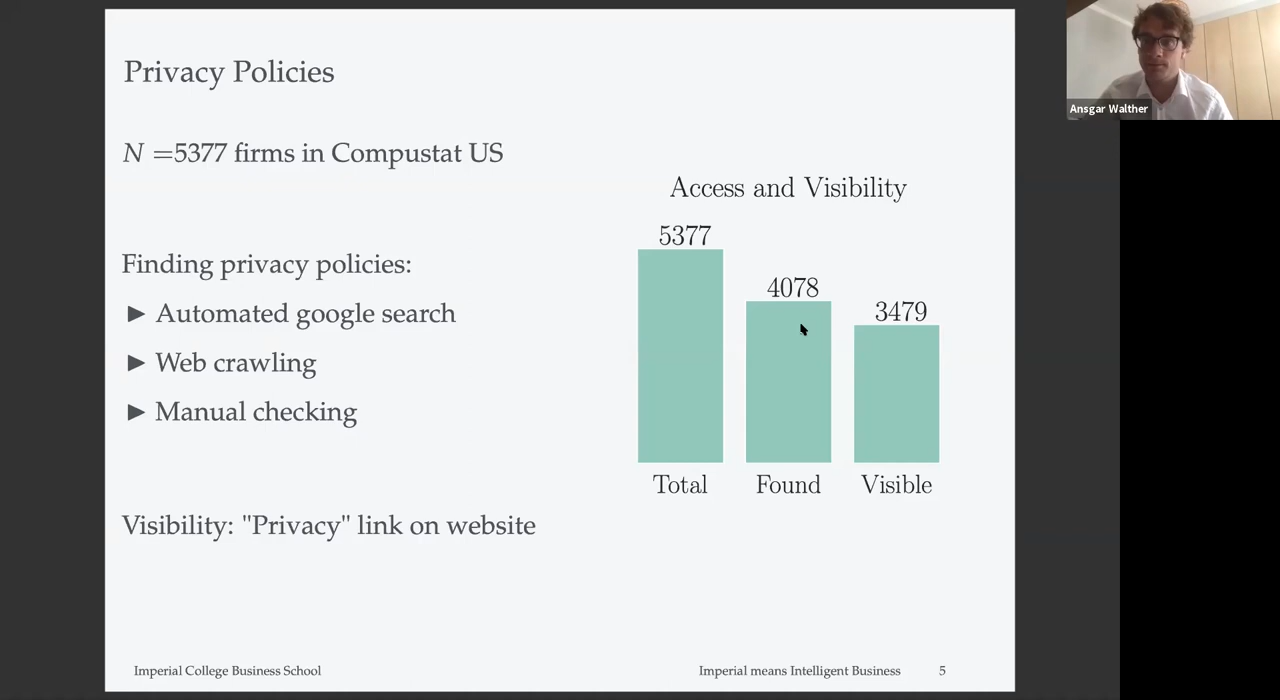 Privacy Policies
N =5377 firms in Compustat US
Finding privacy policies:
► Automated google search
► Web crawling
► Manual checking
Visibility: "Privacy" link on website
Access and Visibility
5377
4078
3479
Total Found Visible
Imperial College Business School
Imperial means Intelligent Business 5
Ansgar Walther